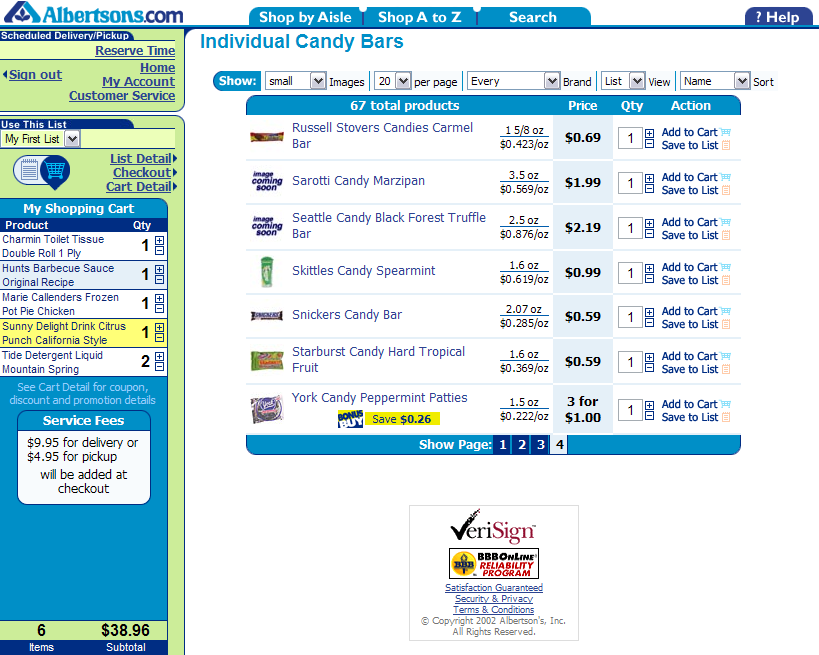 Albertsons.com
Shop by Aisle
Shop A to Z
Search
? Help
Scheduled Delivery/Pickup
Reserve Time
Home
Sign out
My Account
Customer Service
Use This List
My First List
List Detail
Checkout
Cart Detail
My Shopping Cart
Product Qty
Charmin Toilet Tissue
Double Roll 1 Ply
1
Hunts Barbecue Sauce
Original Recipe
1
Marie Callenders Frozen
Pot Pie Chicken
1
Sunny Delight Drink Citrus
Punch California Style
1
Tide Detergent Liquid
Mountain Spring
2
See Cart Detail for coupon,
discount and promotion details
Service Fees
$9.95 for delivery or
$4.95 for pickup
will be added at
checkout
6 $38.96
Items Subtotal
Individual Candy Bars
Show: small Images 20 per page Every Brand List View Name Sort
67 total products Price Qty Action
Russell Stovers Candies Carmel
Bar
1 5/8 oz
$0.423/oz
$0.69
1
Add to Cart
Save to List
image
coming
soon
Sarotti Candy Marzipan
3.5 oz
$0.569/oz
$1.99
1
Add to Cart
Save to List
image
coming
soon
Seattle Candy Black Forest Truffle
Bar
2.5 oz
$0.876/oz
$2.19
1
Add to Cart
Save to List
Skittles Candy Spearmint
1.6 oz
$0.619/oz
$0.99
1
Add to Cart
Save to List
SNICKERS
Snickers Candy Bar
2.07 oz
$0.285/oz
$0.59
1
Add to Cart
Save to List
Starburst Candy Hard Tropical
Fruit
1.6 oz
$0.369/oz
$0.59
1
Add to Cart
Save to List
York
York Candy Peppermint Patties
BONUS
BUY
Save $0.26
1.5 oz
$0.222/oz
3 for
$1.00
1
Add to Cart
Save to List
Show Page: 1 2 3 4
VeriSign
BBB
BBBONLINE
RELIABILITY
PROGRAM
Satisfaction Guaranteed
Security & Privacy
Terms & Conditions
© Copyright 2002 Albertson's, Inc.
All Rights Reserved.